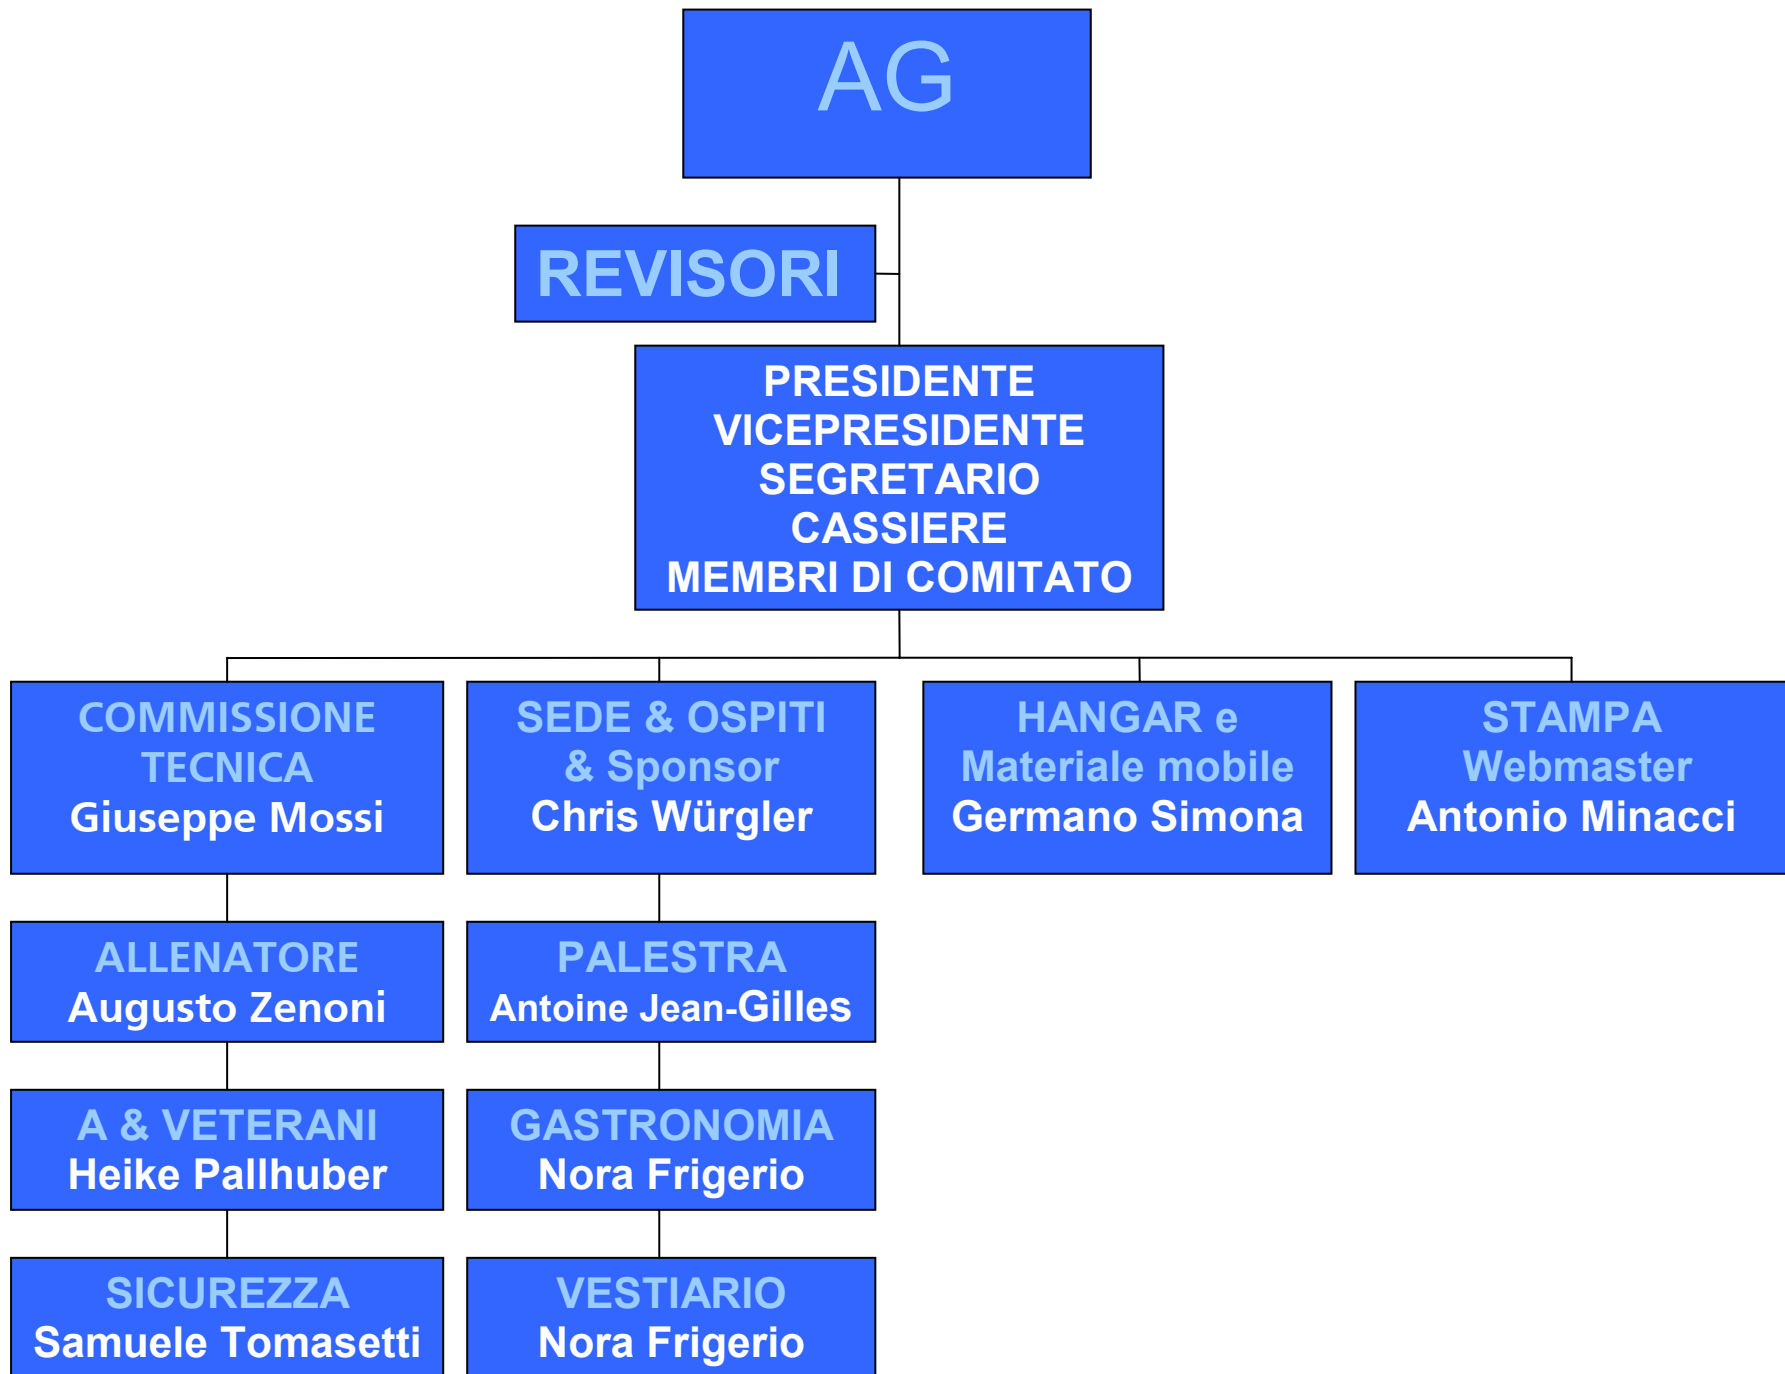 AG
REVISORI
PRESIDENTE
VICEPRESIDENTE
SEGRETARIO
CASSIERE
MEMBRI DI COMITATO
COMMISSIONE
TECNICA
Giuseppe Mossi
SEDE & OSPITI
& Sponsor
Chris Würgler
HANGAR e
Materiale mobile
Germano Simona
STAMPA
Webmaster
Antonio Minacci
ALLENATORE
Augusto Zenoni
PALESTRA
Antoine Jean-Gilles
A & VETERANI
Heike Pallhuber
GASTRONOMIA
Nora Frigerio
SICUREZZA
Samuele Tomasetti
VESTIARIO
Nora Frigerio